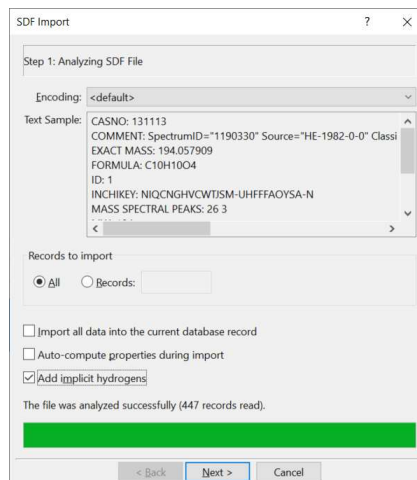 SDF Import
?
Step 1: Analyzing SDF File
Encoding: <default>
Text Sample: CASNO: 131113
COMMENT: SpectrumID="1190330" Source="HE-1982-0-0" Classi
EXACT MASS: 194.057909
FORMULA: C10H10O4
ID: 1
INCHIKEY: NIQCNGHVCWTJSM-UHFFFAOYSA-N
MASS SPECTRAL PEAKS: 26 3
Records to import
All Records:
Import all data into the current database record
Auto-compute properties during import
Add implicit hydrogens
The file was analyzed successfully (447 records read).
< Back Next > Cancel